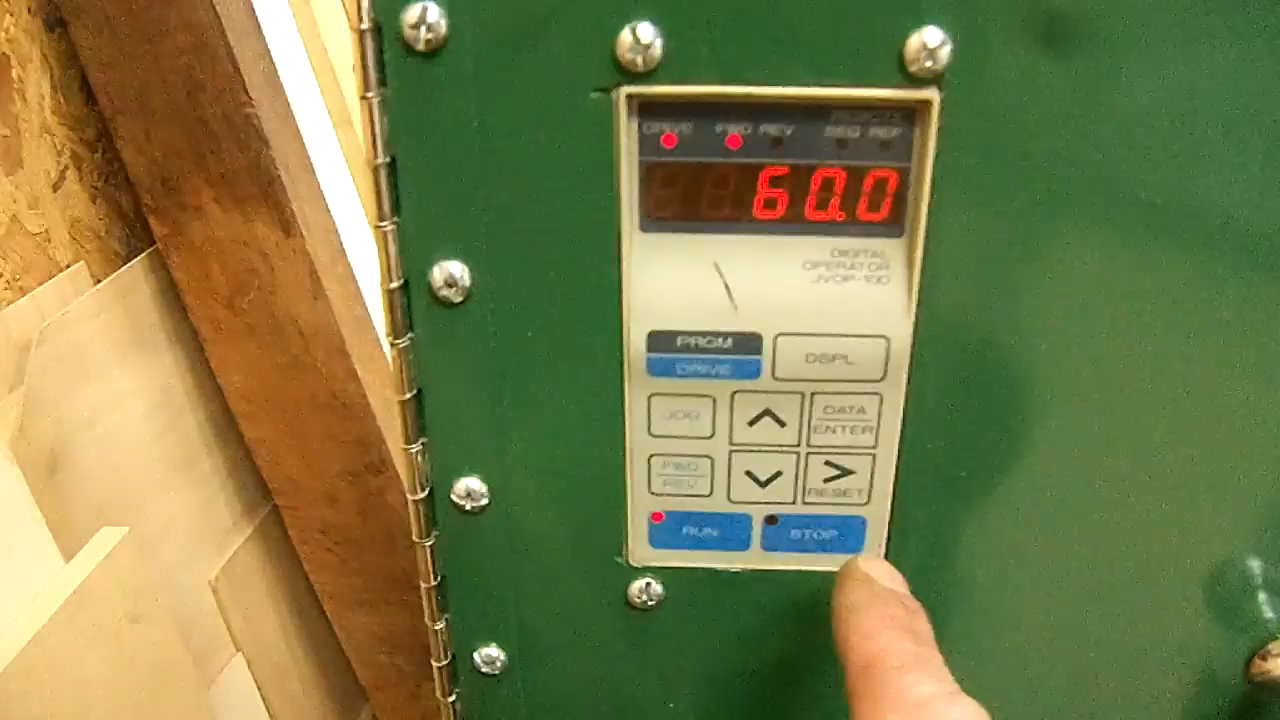 DRIVE FWD REV SEQ REF
60.0
DIGITAL
OPERATOR
JVOP-100
PRGM
DRIVE
DSPL
JOG
DATA
ENTER
FWD
REV
>
RESET
RUN
STOP